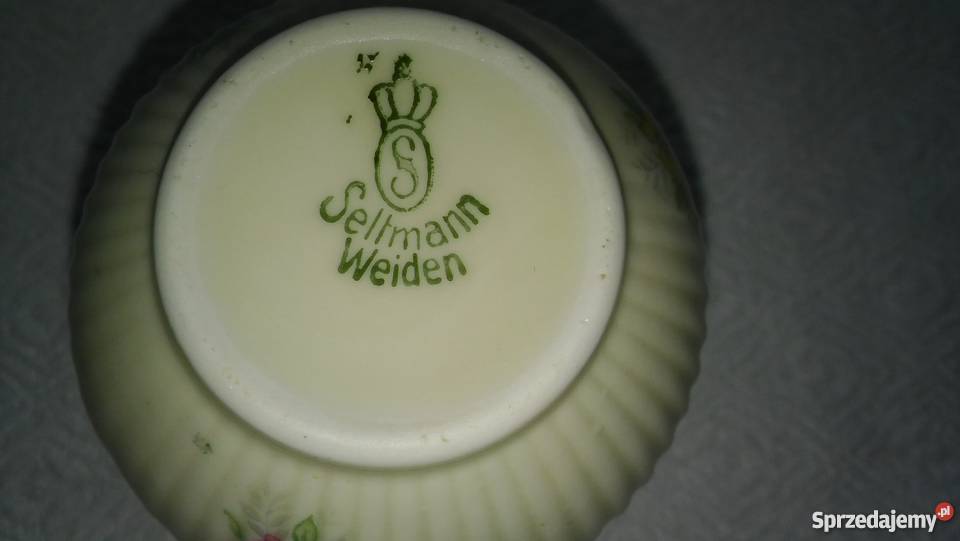 S
Seltmann
Weiden
Sprzedajemy.pl